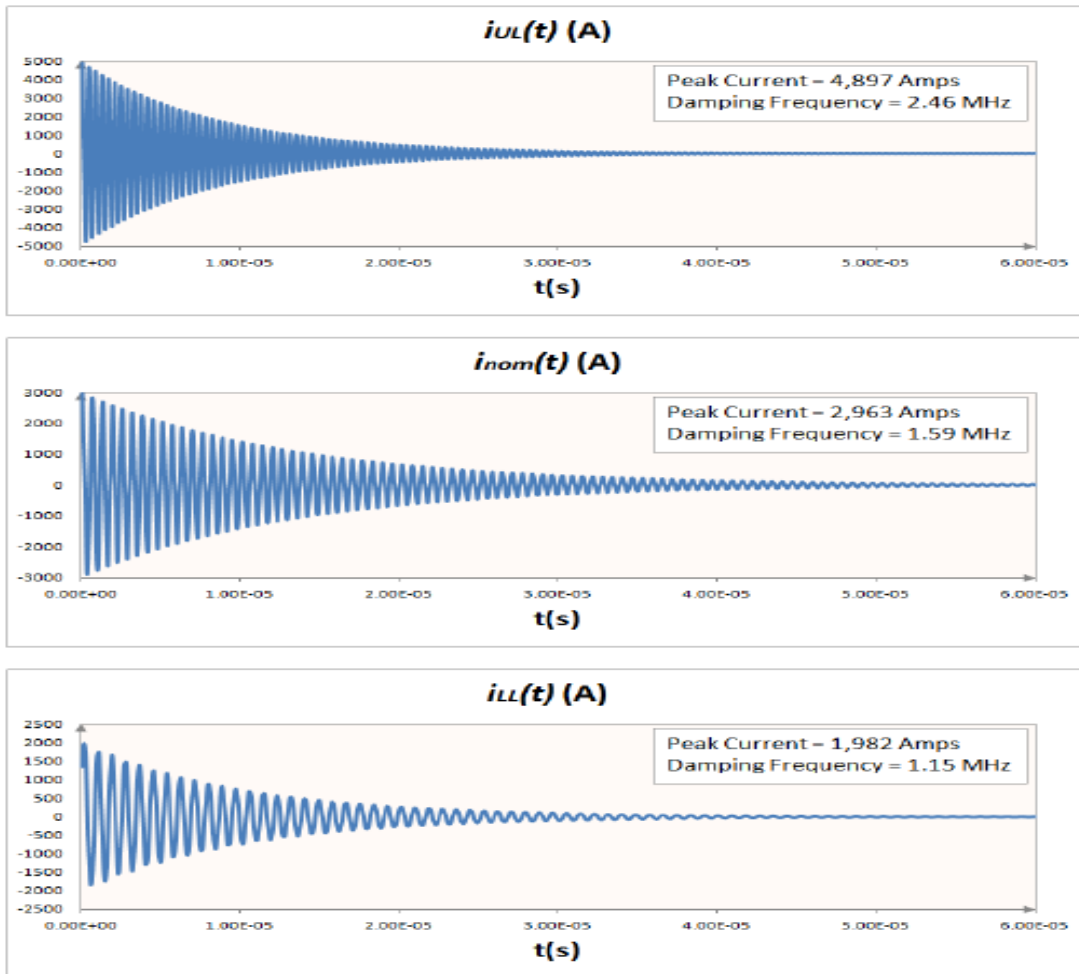 iUL(t) (A)
5000
4000
3000
2000
1000
0
-1000
-2000
-3000
-4000
-5000
Peak Current = 4,897 Amps
Damping Frequency = 2.46 MHz
0.00E+00 1.00E-05 2.00E-05 3.00E-05 4.00E-05 5.00E-05 6.00E-05
t(s)
inom(t) (A)
3000
2000
1000
0
-1000
-2000
-3000
Peak Current = 2,963 Amps
Damping Frequency = 1.59 MHz
0.00E+00 1.00E-05 2.00E-05 3.00E-05 4.00E-05 5.00E-05 6.00E-05
t(s)
iLL(t) (A)
2500
2000
1500
1000
500
0
-500
-1000
-1500
-2000
-2500
Peak Current = 1,982 Amps
Damping Frequency = 1.15 MHz
0.00E+00 1.00E-05 2.00E-05 3.00E-05 4.00E-05 5.00E-05 6.00E-05
t(s)